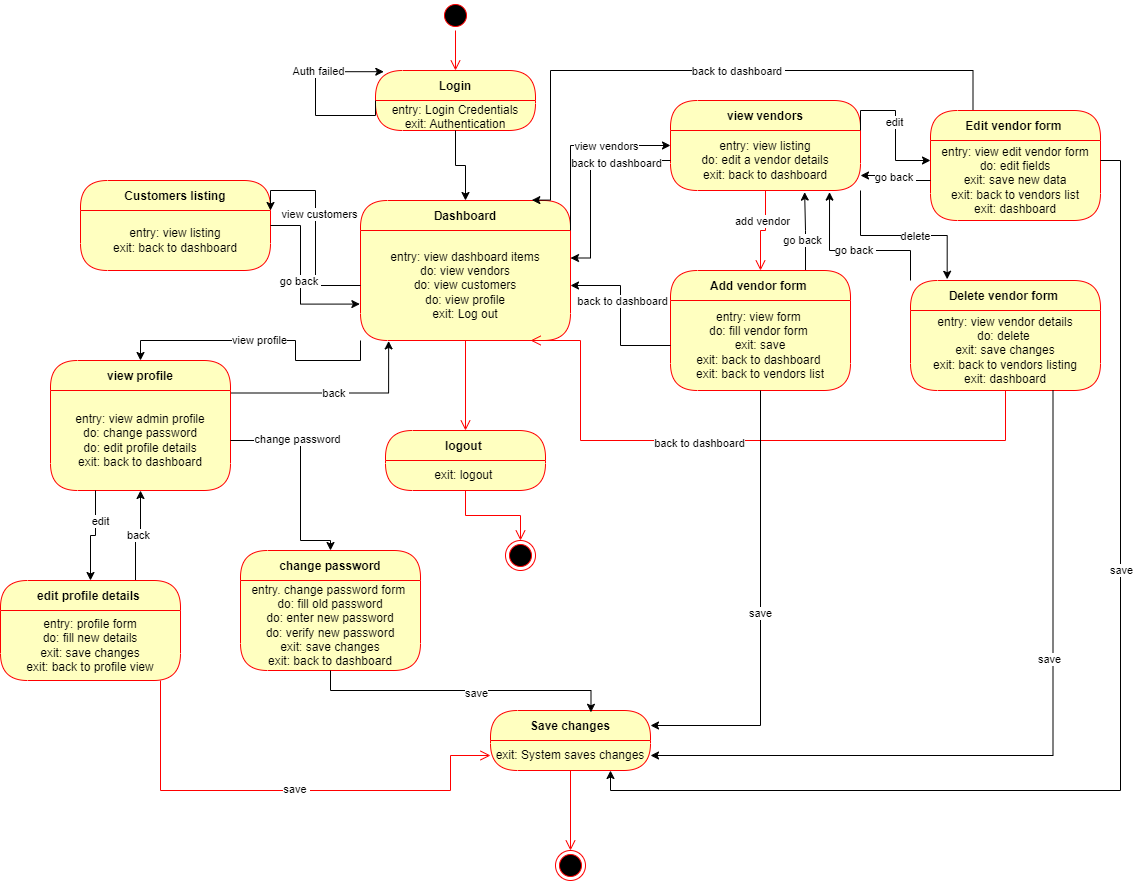 Auth failed
Login
entry: Login Credentials
exit: Authentication
back to dashboard
view vendors
entry: view listing
do: edit a vendor details
exit: back to dashboard
edit
Edit vendor form
entry: view edit vendor form
do: edit fields
exit: save new data
exit: back to vendors list
exit: dashboard
view vendors
back to dashboard
go back
Customers listing
entry: view listing
exit: back to dashboard
view customers
go back
Dashboard
entry: view dashboard items
do: view vendors
do: view customers
do: view profile
exit: Log out
add vendor
go back
go back
delete
back to dashboard
Add vendor form
entry: view form
do: fill vendor form
exit: save
exit: back to dashboard
exit: back to vendors list
Delete vendor form
entry: view vendor details
do: delete
exit: save changes
exit: back to vendors listing
exit: dashboard
view profile
view profile
entry: view admin profile
do: change password
do: edit profile details
exit: back to dashboard
back
change password
logout
exit: logout
back to dashboard
edit
back
edit profile details
entry: profile form
do: fill new details
exit: save changes
exit: back to profile view
change password
entry. change password form
do: fill old password
do: enter new password
do: verify new password
exit: save changes
exit: back to dashboard
save
save
save
save
Save changes
exit: System saves changes
save